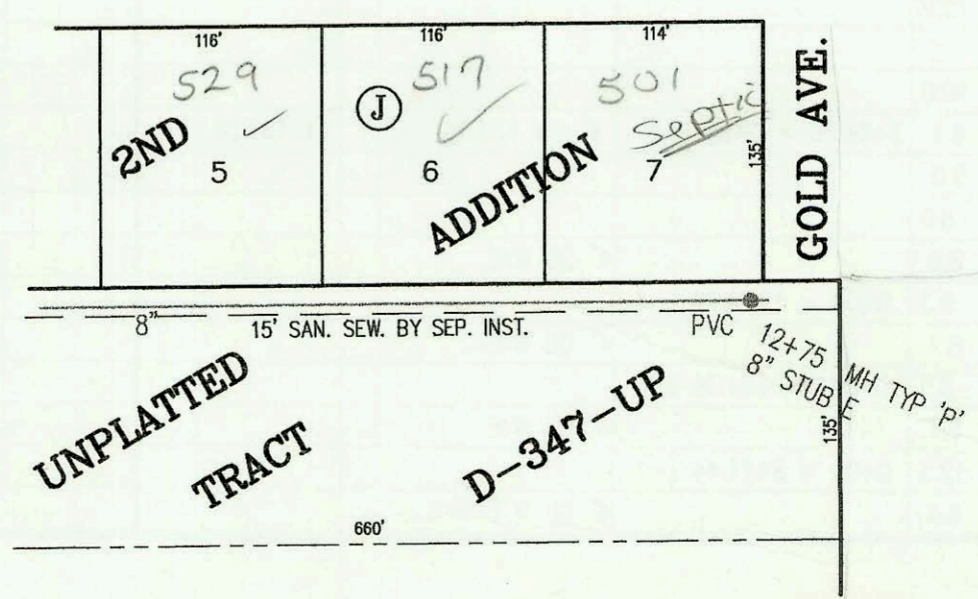 116'
116'
114'
529
517
501
J
Septic
2ND
5
6
7
135'
ADDITION
GOLD AVE.
8"
15' SAN. SEW. BY SEP. INST.
PVC
12+75 MH TYP 'P'
8" STUB E
135'
UNPLATTED
TRACT
D-347-UP
660'